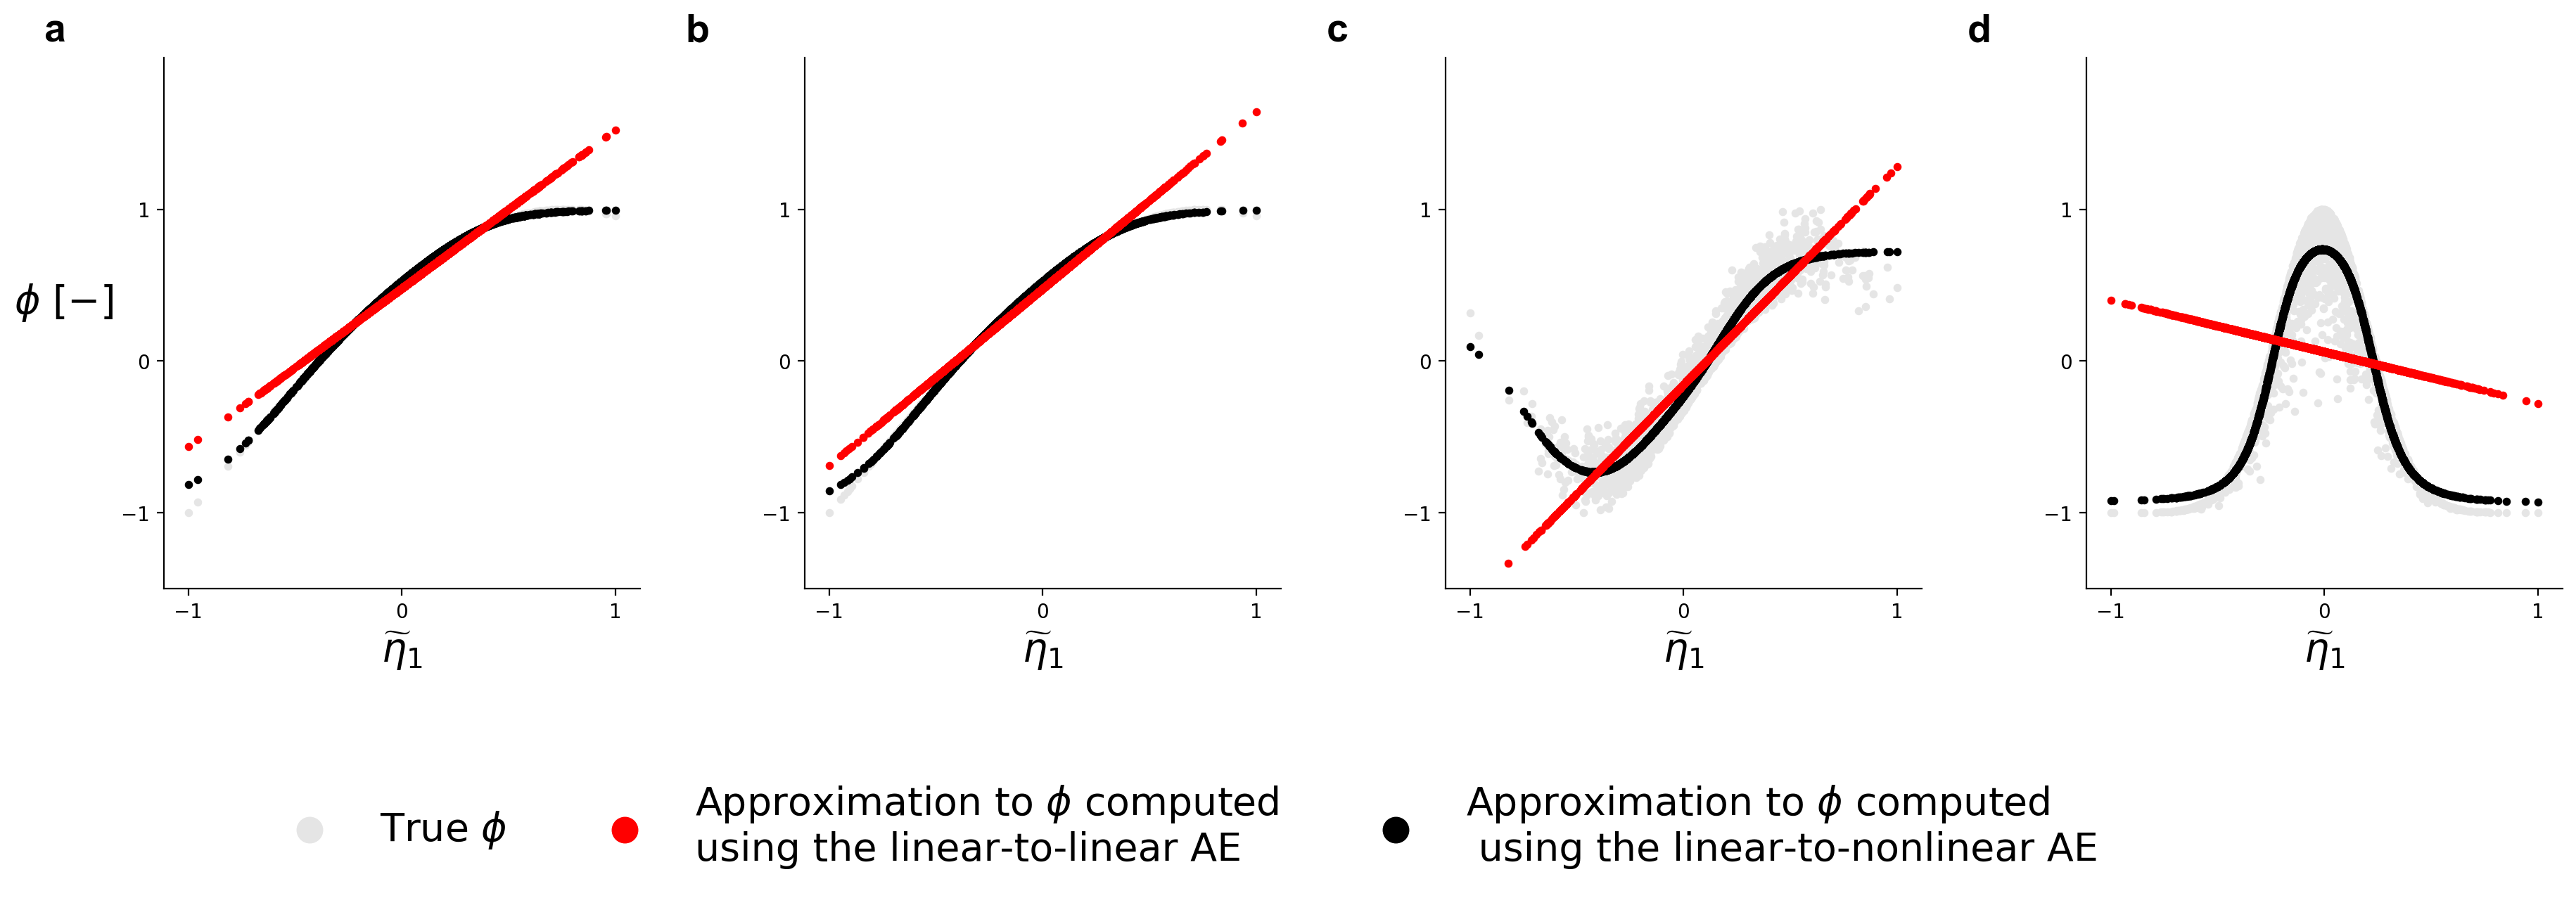 a b c d
1 1 1 1
ϕ [−]
0 0 0 0
−1 −1 −1 −1
−1 0 1 −1 0 1 −1 0 1 −1 0 1
η̃₁ η̃₁ η̃₁ η̃₁
True ϕ
Approximation to ϕ computed
using the linear-to-linear AE
Approximation to ϕ computed
using the linear-to-nonlinear AE